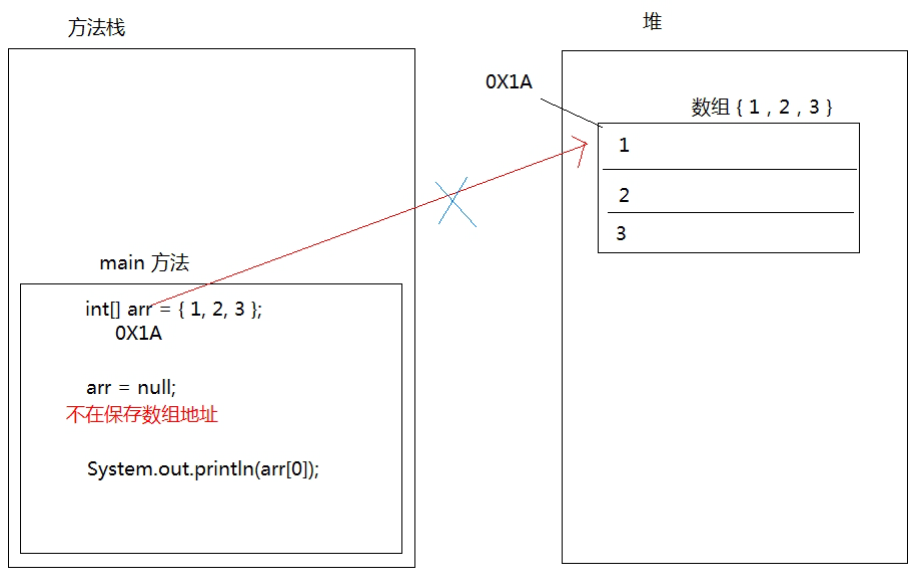 方法栈
堆
0X1A
数组 { 1 , 2 , 3 }
1
2
3
main 方法
int[] arr = { 1, 2, 3 };
0X1A
arr = null;
不在保存数组地址
System.out.println(arr[0]);